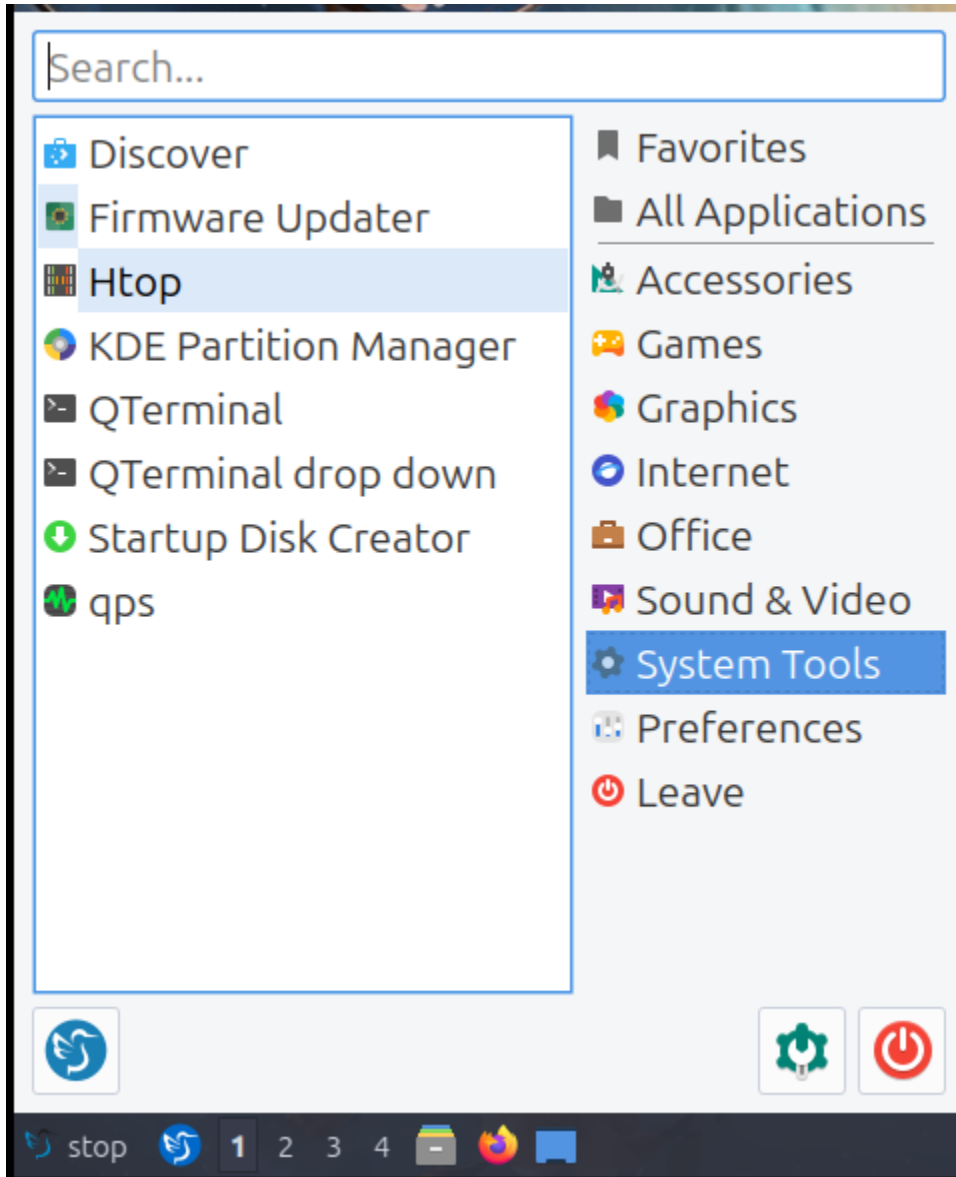 Search...
Discover
Firmware Updater
Htop
KDE Partition Manager
QTerminal
QTerminal drop down
Startup Disk Creator
qps
Favorites
All Applications
Accessories
Games
Graphics
Internet
Office
Sound & Video
System Tools
Preferences
Leave
stop 1 2 3 4